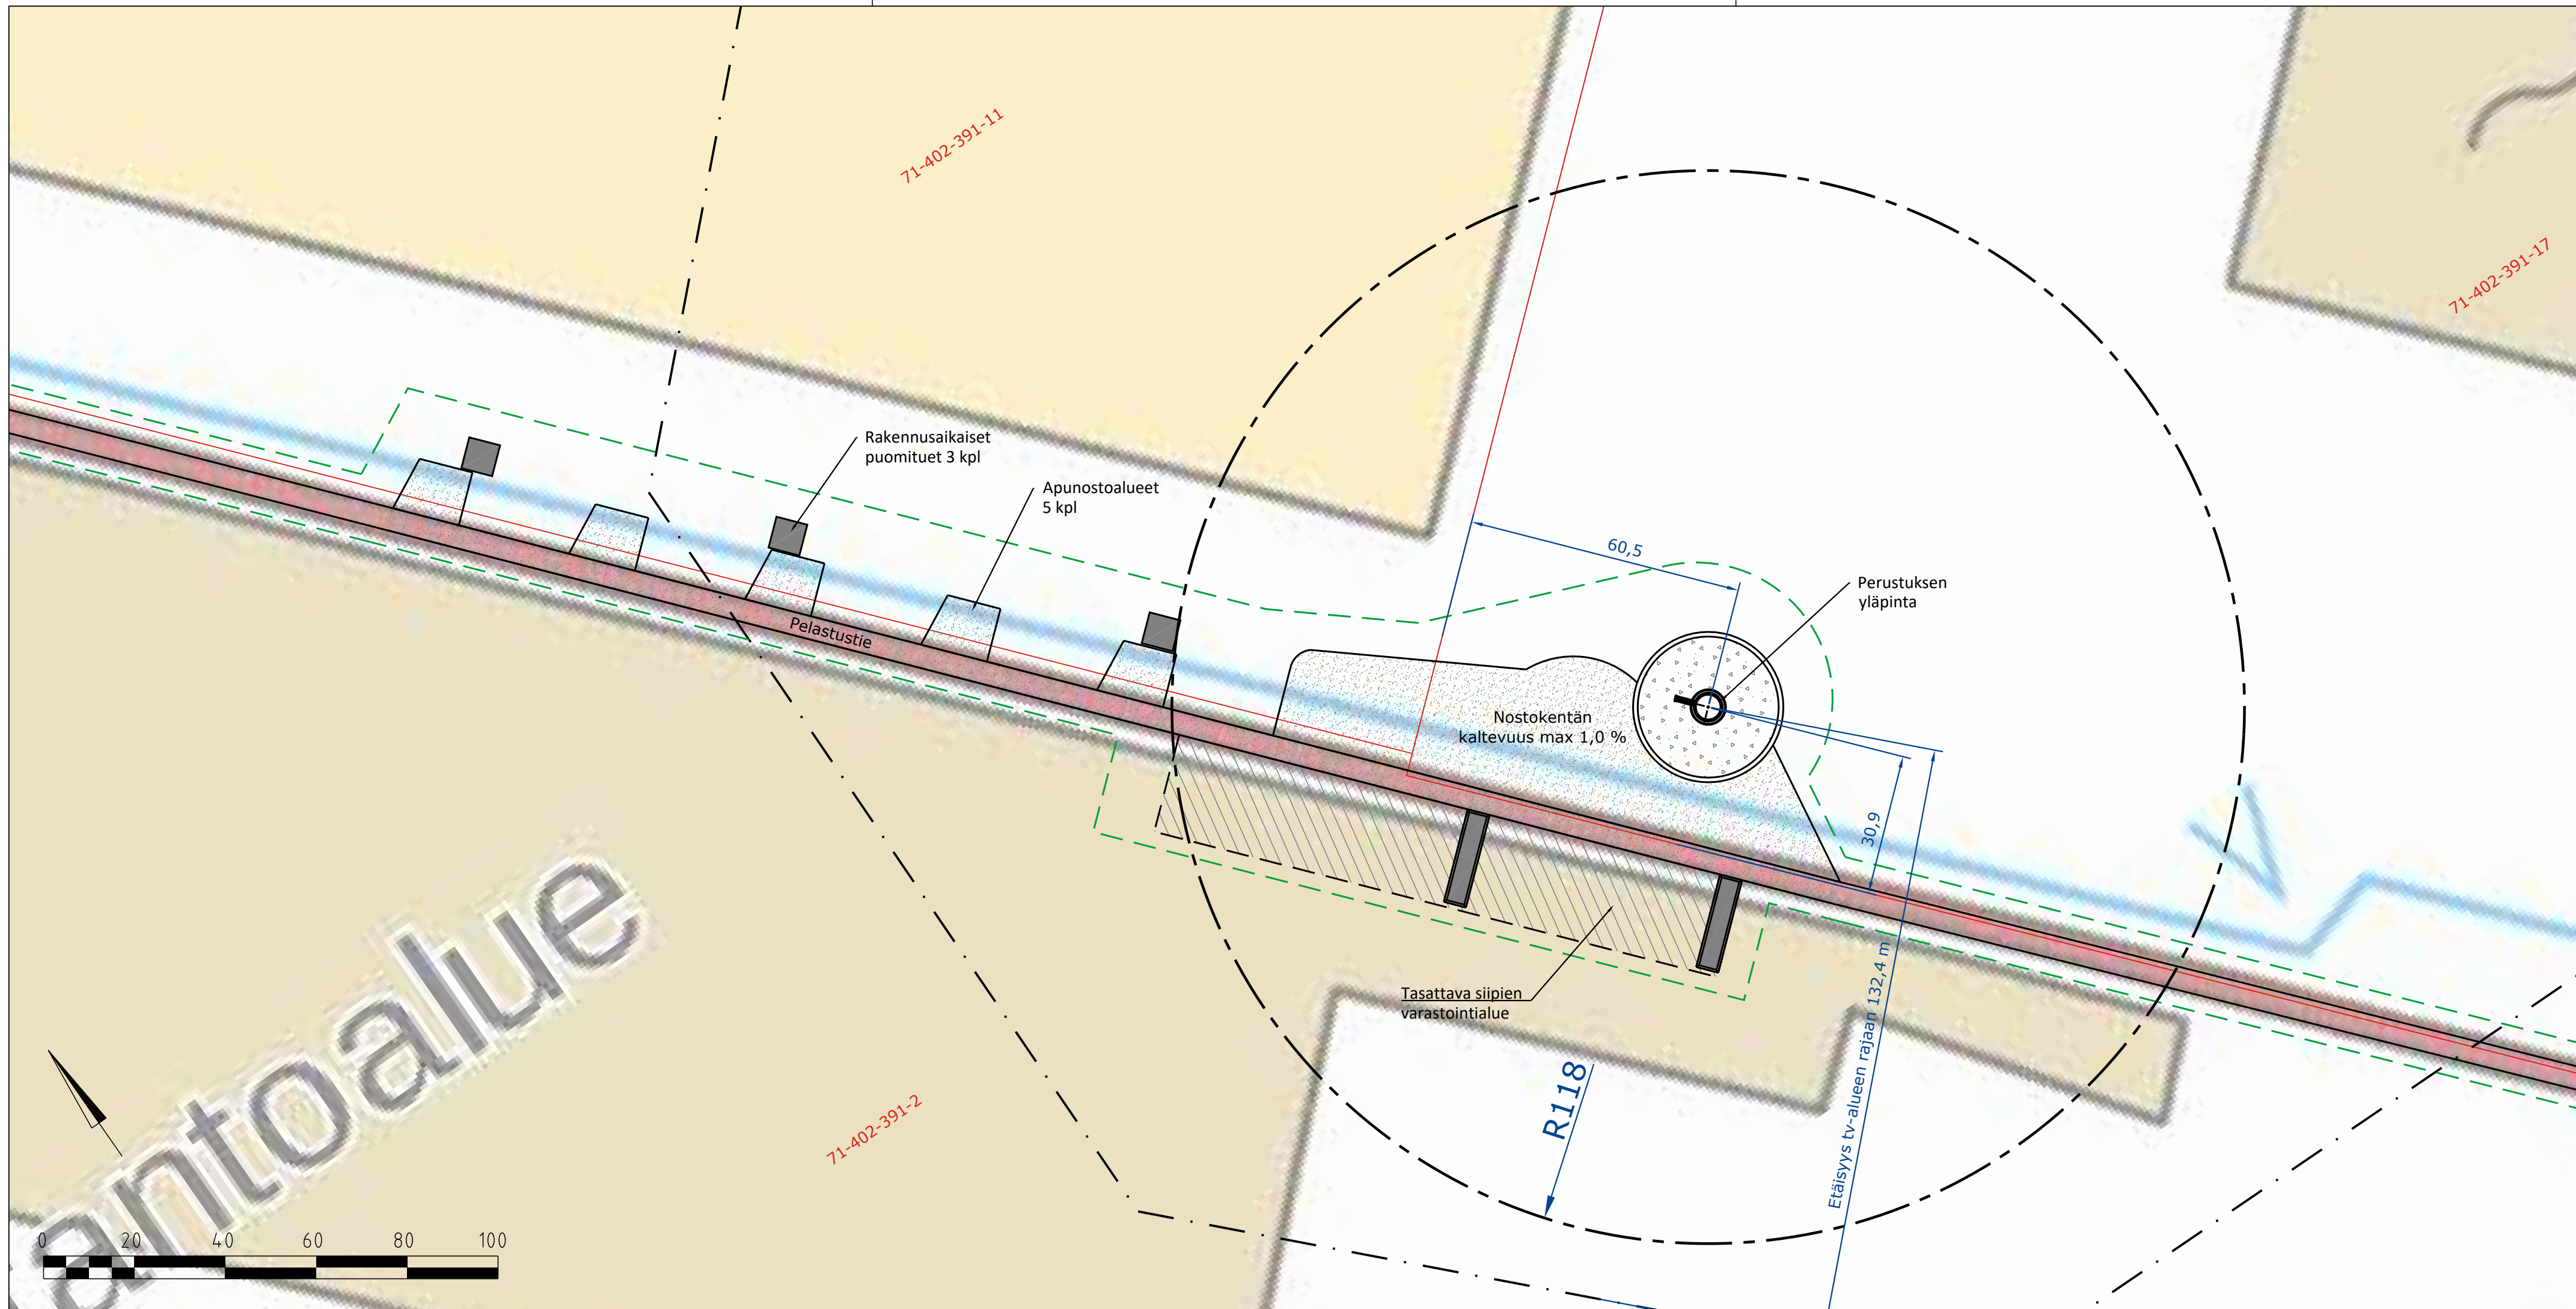 71-402-391-11
71-402-391-17
Rakennusaikaiset
puomituet 3 kpl
Apunostoalueet
5 kpl
60,5
Perustuksen
yläpinta
Pelastustie
Nostokentän
kaltevuus max 1,0 %
30,9
Etäisyys tv-alueen rajaan 132,4 m
Tasattava siipien
varastointialue
R118
71-402-391-2
antoalue
0 20 40 60 80 100